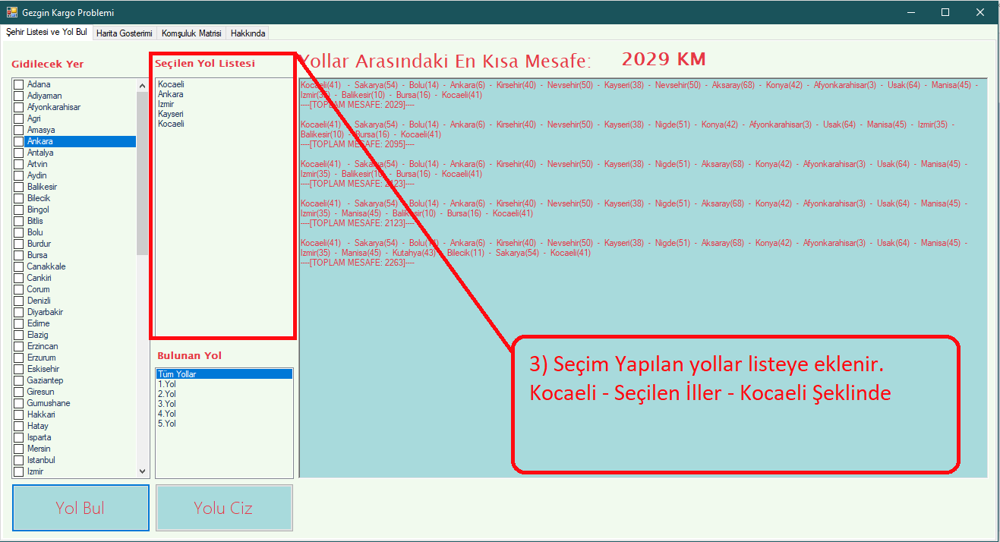 Gezgin Kargo Problemi
Şehir Listesi ve Yol Bul
Harita Gosterimi
Komşuluk Matrisi
Hakkında
Gidilecek Yer
Adana
Adiyaman
Afyonkarahisar
Agri
Amasya
Ankara
Antalya
Artvin
Aydin
Balikesir
Bilecik
Bingol
Bitlis
Bolu
Burdur
Bursa
Canakkale
Cankiri
Corum
Denizli
Diyarbakir
Edirne
Elazig
Erzincan
Erzurum
Eskisehir
Gaziantep
Giresun
Gumushane
Hakkari
Hatay
Isparta
Mersin
Istanbul
Izmir
Yol Bul
Seçilen Yol Listesi
Kocaeli
Ankara
Izmir
Kayseri
Kocaeli
Bulunan Yol
Tüm Yollar
1.Yol
2.Yol
3.Yol
4.Yol
5.Yol
Yolu Ciz
Yollar Arasındaki En Kısa Mesafe: 2029 KM
Kocaeli(41) - Sakarya(54) - Bolu(14) - Ankara(6) - Kirsehir(40) - Nevsehir(50) - Kayseri(38) - Nevsehir(50) - Aksaray(68) - Konya(42) - Afyonkarahisar(3) - Usak(64) - Manisa(45) -
Izmir(35) - Balikesir(10) - Bursa(16) - Kocaeli(41)
----[TOPLAM MESAFE: 2029]----
Kocaeli(41) - Sakarya(54) - Bolu(14) - Ankara(6) - Kirsehir(40) - Nevsehir(50) - Kayseri(38) - Nigde(51) - Konya(42) - Afyonkarahisar(3) - Usak(64) - Manisa(45) - Izmir(35) -
Balikesir(10) - Bursa(16) - Kocaeli(41)
----[TOPLAM MESAFE: 2095]----
Kocaeli(41) - Sakarya(54) - Bolu(14) - Ankara(6) - Kirsehir(40) - Nevsehir(50) - Kayseri(38) - Nigde(51) - Aksaray(68) - Konya(42) - Afyonkarahisar(3) - Usak(64) - Manisa(45) -
Izmir(35) - Balikesir(10) - Bursa(16) - Kocaeli(41)
----[TOPLAM MESAFE: 2123]----
Kocaeli(41) - Sakarya(54) - Bolu(14) - Ankara(6) - Kirsehir(40) - Nevsehir(50) - Kayseri(38) - Nigde(51) - Aksaray(68) - Konya(42) - Afyonkarahisar(3) - Usak(64) - Manisa(45) -
Izmir(35) - Manisa(45) - Balikesir(10) - Bursa(16) - Kocaeli(41)
----[TOPLAM MESAFE: 2123]----
Kocaeli(41) - Sakarya(54) - Bolu(14) - Ankara(6) - Kirsehir(40) - Nevsehir(50) - Kayseri(38) - Nigde(51) - Aksaray(68) - Konya(42) - Afyonkarahisar(3) - Usak(64) - Manisa(45) -
Izmir(35) - Manisa(45) - Kutahya(43) - Bilecik(11) - Sakarya(54) - Kocaeli(41)
----[TOPLAM MESAFE: 2263]----
3) Seçim Yapılan yollar listeye eklenir.
Kocaeli - Seçilen İller - Kocaeli Şeklinde